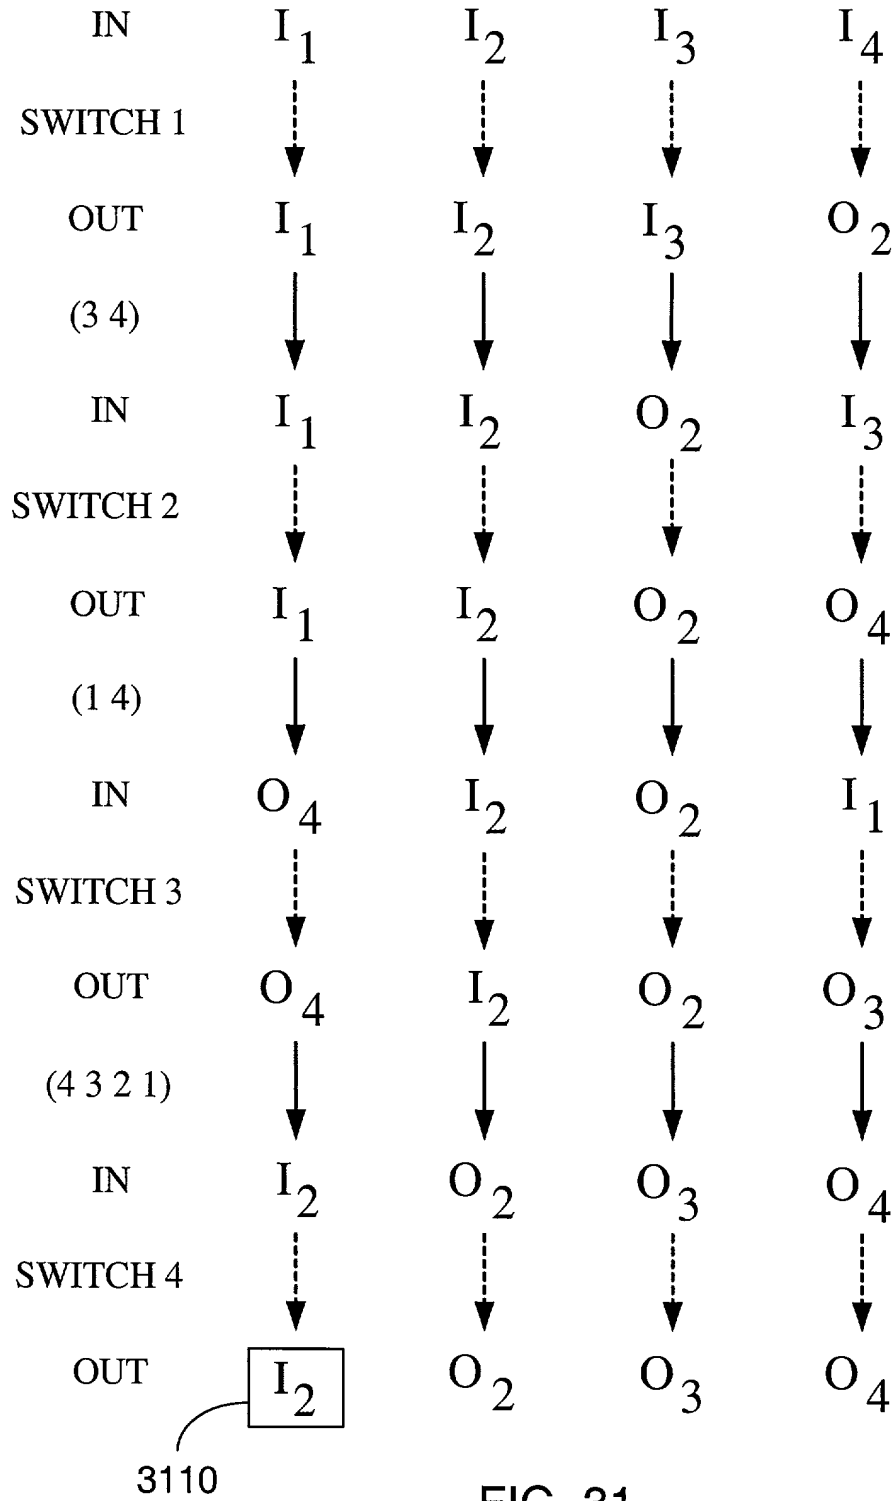 IN I₁ I₂ I₃ I₄
SWITCH 1
OUT I₁ I₂ I₃ O₂
(3 4)
IN I₁ I₂ O₂ I₃
SWITCH 2
OUT I₁ I₂ O₂ O₄
(1 4)
IN O₄ I₂ O₂ I₁
SWITCH 3
OUT O₄ I₂ O₂ O₃
(4 3 2 1)
IN I₂ O₂ O₃ O₄
SWITCH 4
OUT I₂ O₂ O₃ O₄
3110
FIG. 31